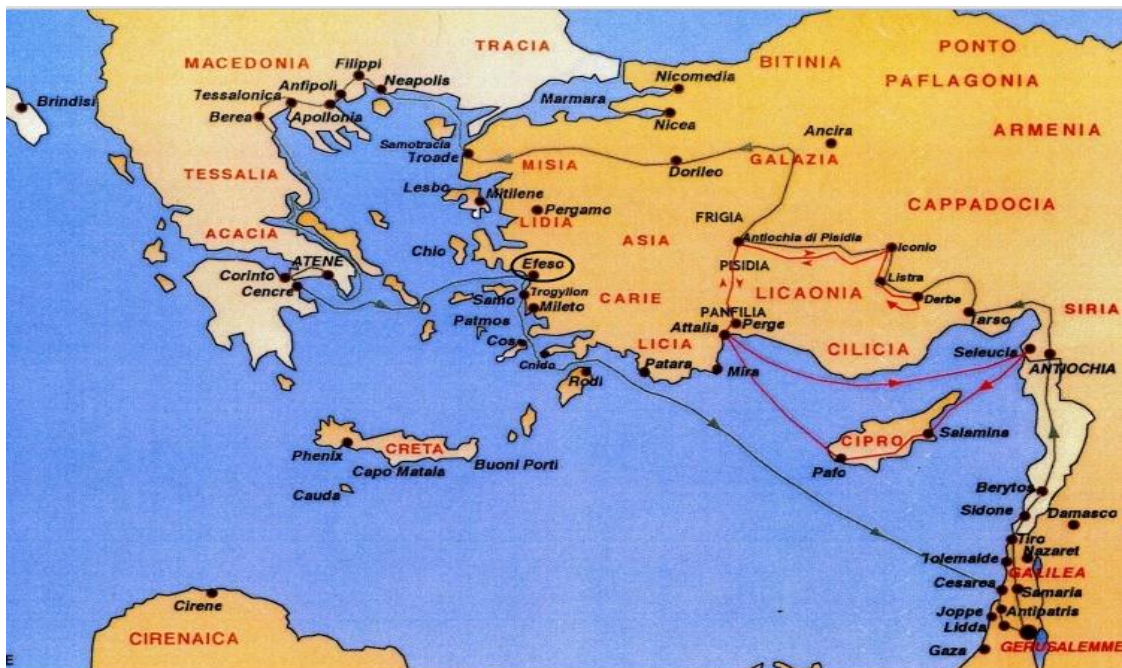 TRACIA
BITINIA
PONTO
MACEDONIA
Filippi
PAFLAGONIA
Anfipoli
Neapolis
Nicomedia
Tessalonica
Marmara
Brindisi
Berea
Apollonia
Nicea
Ancira
ARMENIA
Samotracia
Troade
MISIA
GALAZIA
TESSALIA
Dorileo
Lesbo
Mitilene
CAPPADOCIA
Pergamo
FRIGIA
LIDIA
ACACIA
ASIA
Antiochia di Pisidia
Iconio
Chio
ATENE
Efeso
PISIDIA
Corinto
Listra
Cencre
Trogylion
LICAONIA
Derbe
Samo
CARIE
Mileto
PANFILIA
Tarso
SIRIA
Patmos
Perge
Attalia
Cos
LICIA
CILICIA
Seleucia
Cnido
ANTIOCHIA
Patara
Mira
Rodi
Salamina
CIPRO
CRETA
Phenix
Buoni Porti
Pafo
Capo Matala
Cauda
Berytos
Sidone
Damasco
Tiro
Nazaret
Tolemaide
GALILEA
Cesarea
Samaria
Cirene
Joppe
Antipatris
Lidda
CIRENAICA
Gaza
GERUSALEMME
E